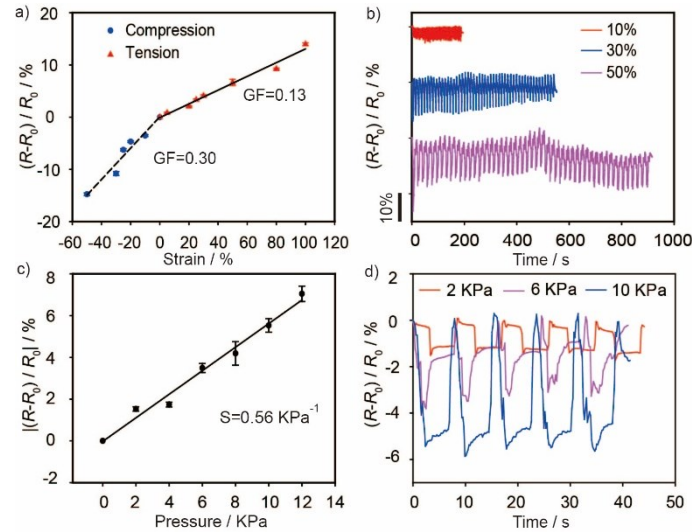 a)
20
10
0
-10
-20
(R-R0) / R0 / %
Compression
Tension
GF=0.13
GF=0.30
-60 -40 -20 0 20 40 60 80 100 120
Strain / %
b)
(R-R0) / R0 / %
10%
10%
30%
50%
0 200 400 600 800 1000
Time / s
c)
8
6
4
2
0
-2
|(R-R0) / R0| / %
S=0.56 KPa⁻¹
0 2 4 6 8 10 12 14
Pressure / KPa
d)
2
0
-2
-4
-6
(R-R0) / R0 / %
2 KPa 6 KPa 10 KPa
0 10 20 30 40 50
Time / s